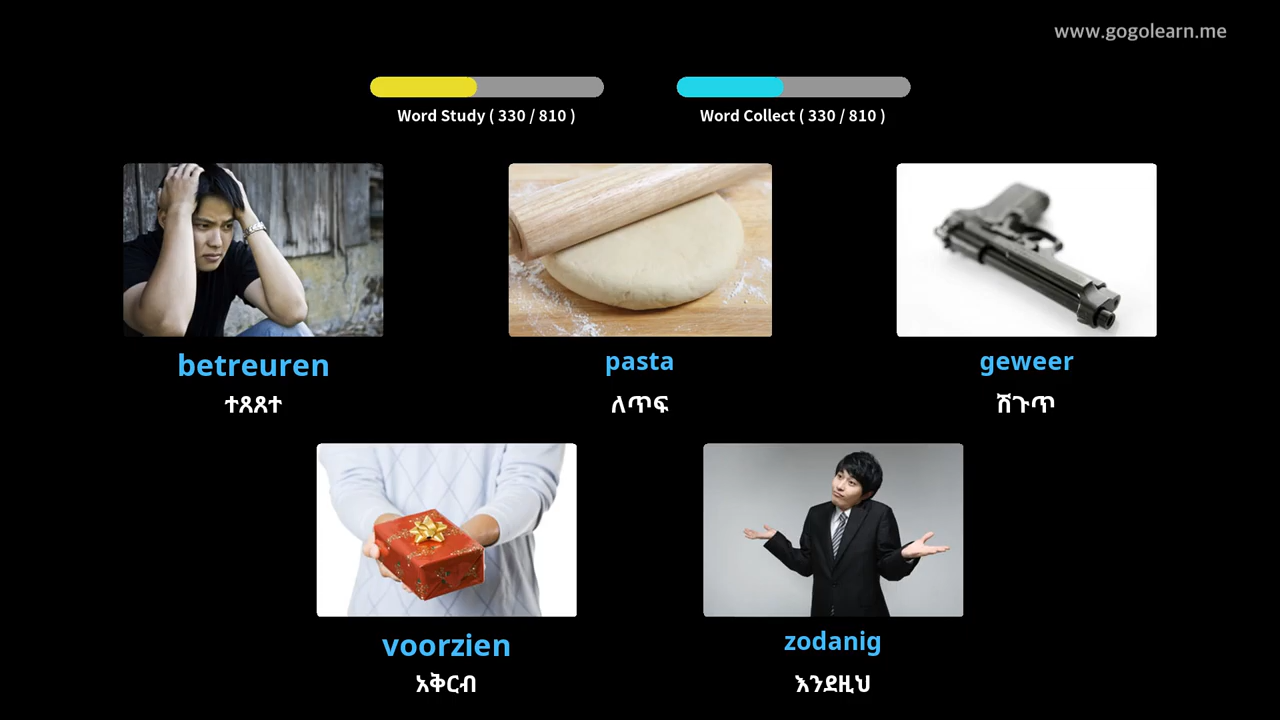 www.gogolearn.me
Word Study ( 330 / 810 )
Word Collect ( 330 / 810 )
betreuren
ተጸጸተ
pasta
ለጥፍ
geweer
ሽጉጥ
voorzien
አቅርብ
zodanig
እንደዚህ